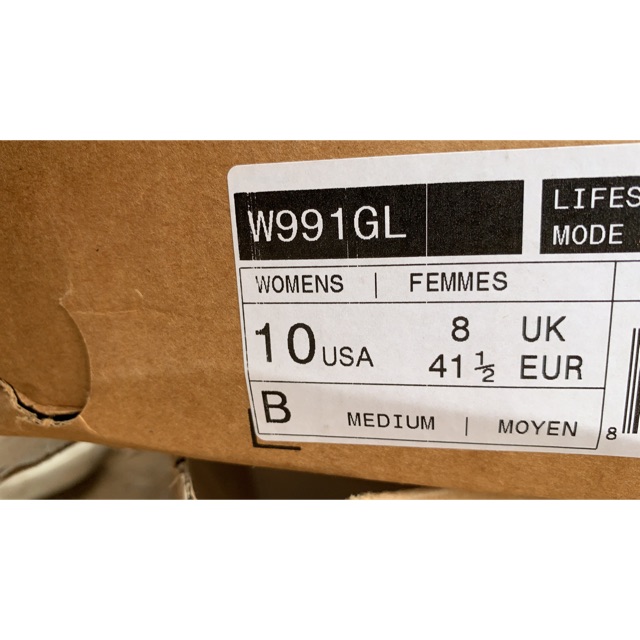 W991GL
LIFES
MODE
WOMENS | FEMMES
10 USA
8 UK
41 ½ EUR
B MEDIUM | MOYEN
8